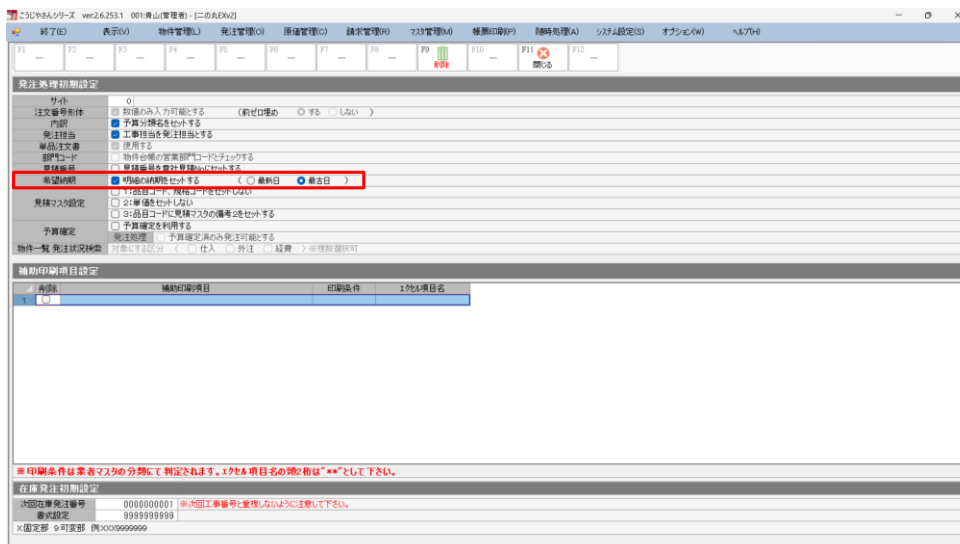 こうじやさんシリーズ ver.2.6.253.1 001:青山(管理者) - [二の丸EXv2]
終了(E) 表示(V) 物件管理(L) 発注管理(O) 原価管理(C) 請求管理(R) マスタ管理(M) 帳票印刷(P) 随時処理(A) システム設定(S) オプション(W) ヘルプ(H)
F1 F2 F3 F4 F5 F6 F7 F8 F9 削除 F10 F11 閉じる F12
発注処理初期設定
サイト 0
注文番号形体 数値のみ入力可能とする (前ゼロ埋め する しない )
内訳 予算分類名をセットする
発注担当 工事担当を発注担当とする
単品注文書 使用する
部門コード 物件台帳の営業部門コードとチェックする
見積番号 見積番号を貴社見積Noにセットする
希望納期 明細の納期をセットする ( 最新日 最古日 )
見積マスタ設定 1:品目コード、規格コードをセットしない
2:単価をセットしない
3:品目コードに見積マスタの備考2をセットする
予算確定 予算確定を利用する
発注処理 予算確定済のみ発注可能とする
物件一覧 発注状況検索 対象にする区分 ( 仕入 外注 経費 ) ※複数選択可
補助印刷項目設定
削除 補助印刷項目 印刷条件 エクセル項目名
1
※印刷条件は業者マスタの分類にて判定されます。エクセル項目名の頭2桁は"**"として下さい。
在庫発注初期設定
次回在庫発注番号 0000000001 ※次回工事番号と重複しないように注意して下さい。
書式設定 9999999999
X:固定部 9:可変部 例:XXX9999999